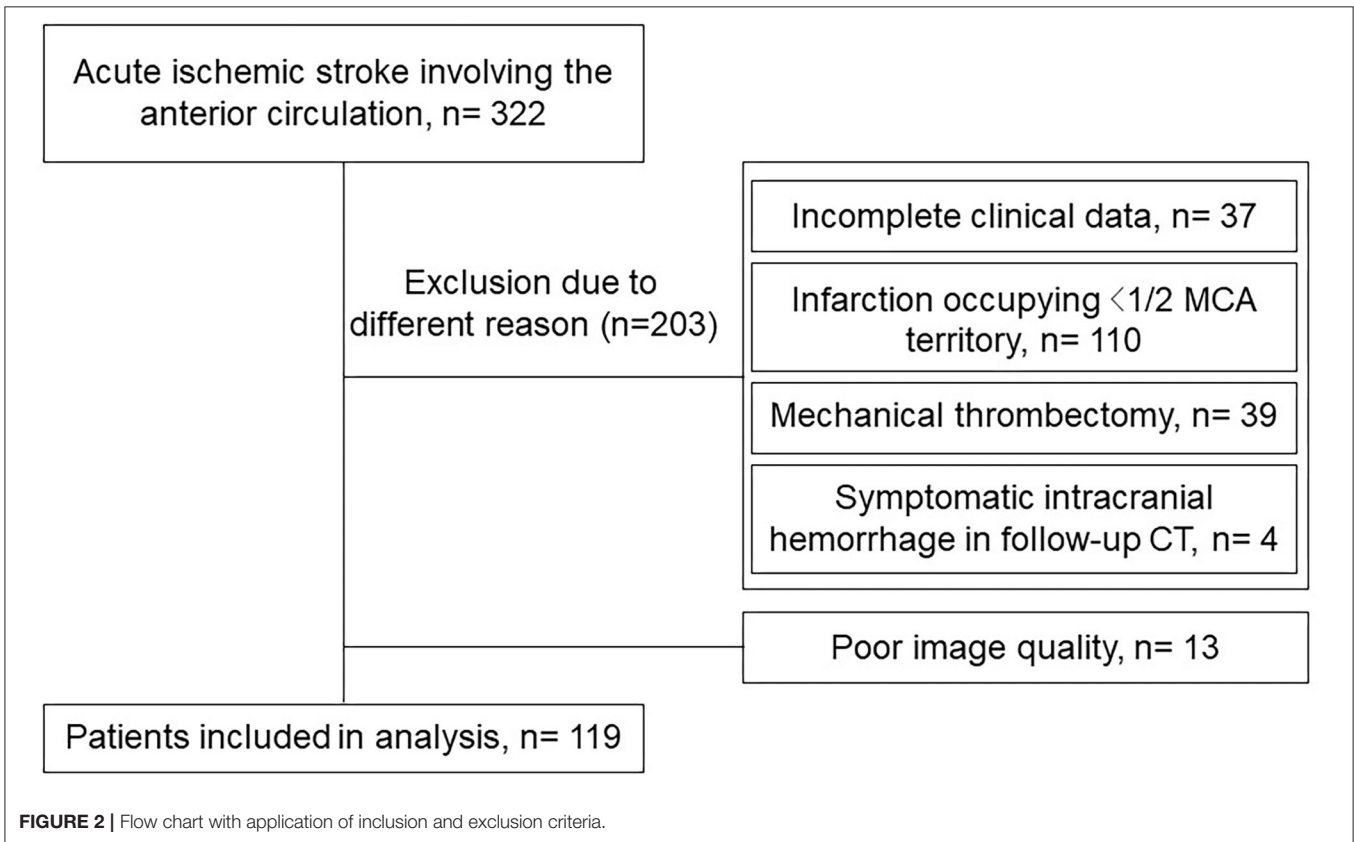 Acute ischemic stroke involving the
anterior circulation, n= 322
Exclusion due to
different reason (n=203)
Incomplete clinical data, n= 37
Infarction occupying <1/2 MCA
territory, n= 110
Mechanical thrombectomy, n= 39
Symptomatic intracranial
hemorrhage in follow-up CT, n= 4
Poor image quality, n= 13
Patients included in analysis, n= 119
FIGURE 2 | Flow chart with application of inclusion and exclusion criteria.